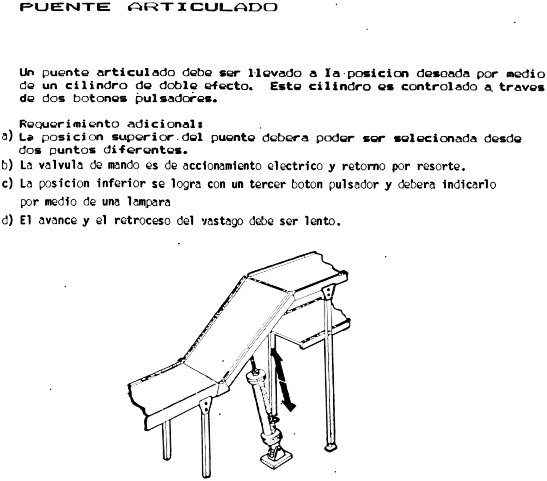 PUENTE ARTICULADO
Un puente articulado debe ser llevado a la posicion deseada por medio
de un cilindro de doble efecto. Este cilindro es controlado a traves
de dos botones pulsadores.
Requerimiento adicional:
a) La posicion superior del puente debera poder ser selecionada desde
dos puntos diferentes.
b) La valvula de mando es de accionamiento electrico y retorno por resorte.
c) La posicion inferior se logra con un tercer boton pulsador y debera indicarlo
por medio de una lampara
d) El avance y el retroceso del vastago debe ser lento.